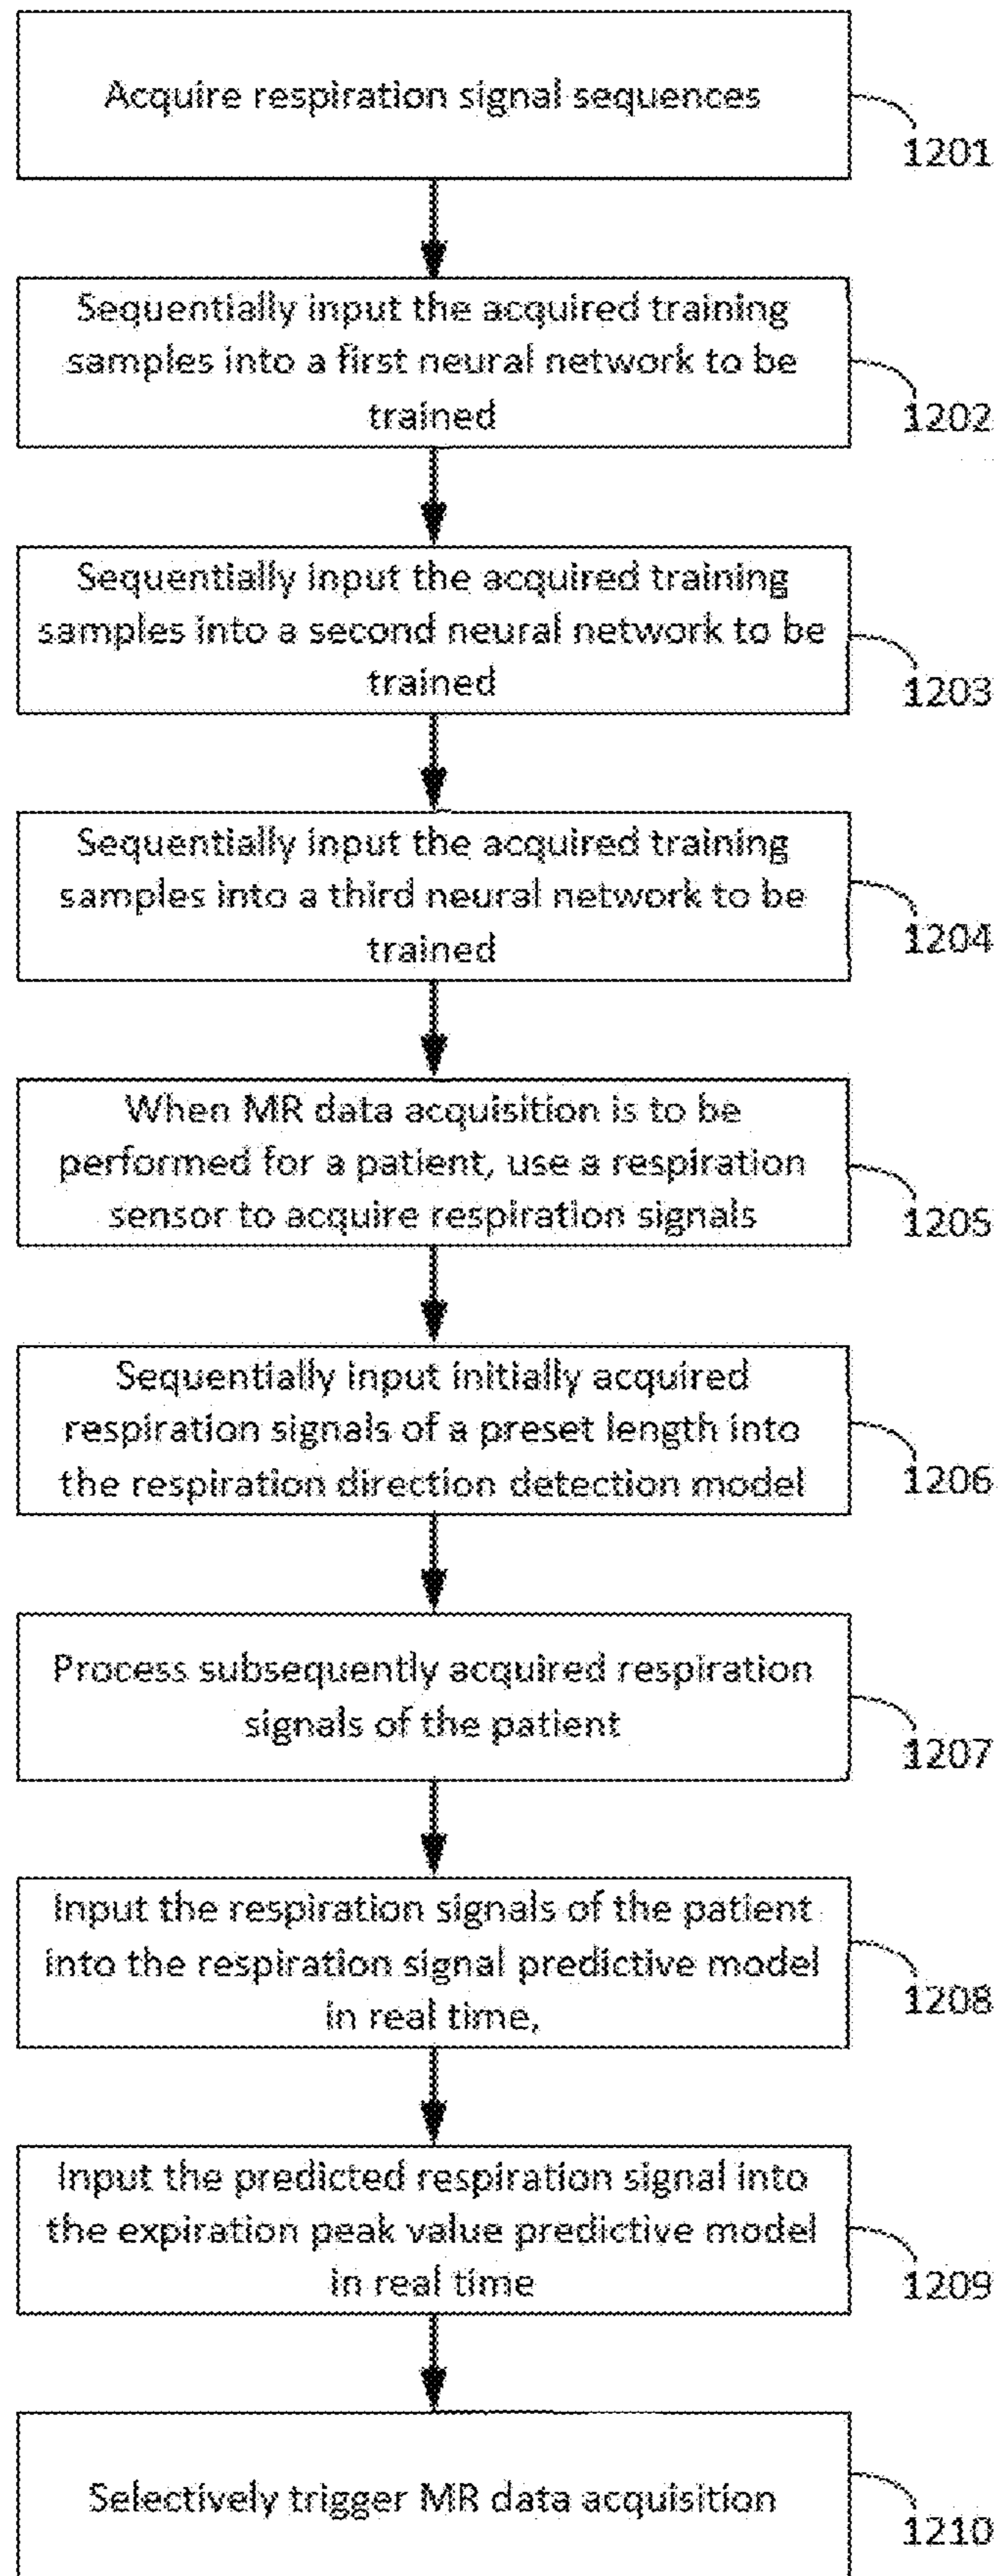 Acquire respiration signal sequences
1201
Sequentially input the acquired training
samples into a first neural network to be
trained
1202
Sequentially input the acquired training
samples into a second neural network to be
trained
1203
Sequentially input the acquired training
samples into a third neural network to be
trained
1204
When MR data acquisition is to be
performed for a patient, use a respiration
sensor to acquire respiration signals
1205
Sequentially input initially acquired
respiration signals of a preset length into
the respiration direction detection model
1206
Process subsequently acquired respiration
signals of the patient
1207
Input the respiration signals of the patient
into the respiration signal predictive model
in real time,
1208
Input the predicted respiration signal into
the expiration peak value predictive model
in real time
1209
Selectively trigger MR data acquisition
1210